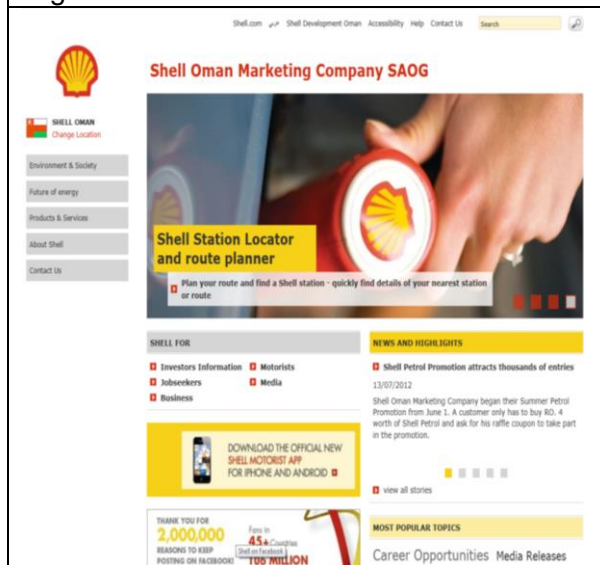 Shell.com عربي Shell Development Oman Accessibility Help Contact Us Search
Shell Oman Marketing Company SAOG
SHELL OMAN
Change Location
Environment & Society
Future of energy
Products & Services
About Shell
Contact Us
Shell Station Locator
and route planner
Plan your route and find a Shell station - quickly find details of your nearest station
or route
SHELL FOR
Investors Information
Motorists
Jobseekers
Media
Business
DOWNLOAD THE OFFICIAL NEW
SHELL MOTORIST APP
FOR IPHONE AND ANDROID
THANK YOU FOR
2,000,000
REASONS TO KEEP
POSTING ON FACEBOOK!
Fans in
45+ Countries
Shell on Facebook
106 MILLION
NEWS AND HIGHLIGHTS
Shell Petrol Promotion attracts thousands of entries
13/07/2012
Shell Oman Marketing Company began their Summer Petrol
Promotion from June 1. A customer only has to buy RO. 4
worth of Shell Petrol and ask for his raffle coupon to take part
in the promotion.
view all stories
MOST POPULAR TOPICS
Career Opportunities Media Releases